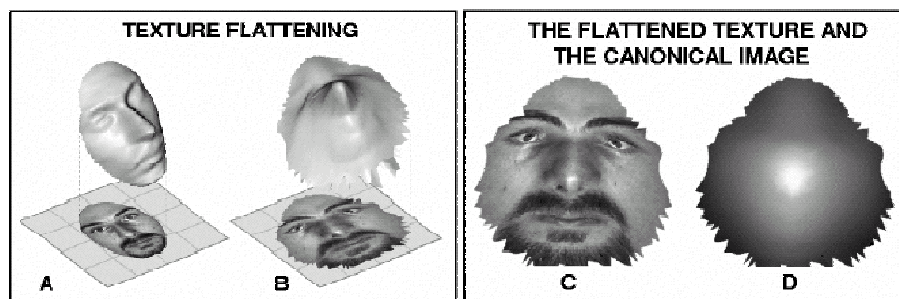 TEXTURE FLATTENING
A
B
THE FLATTENED TEXTURE AND
THE CANONICAL IMAGE
C
D